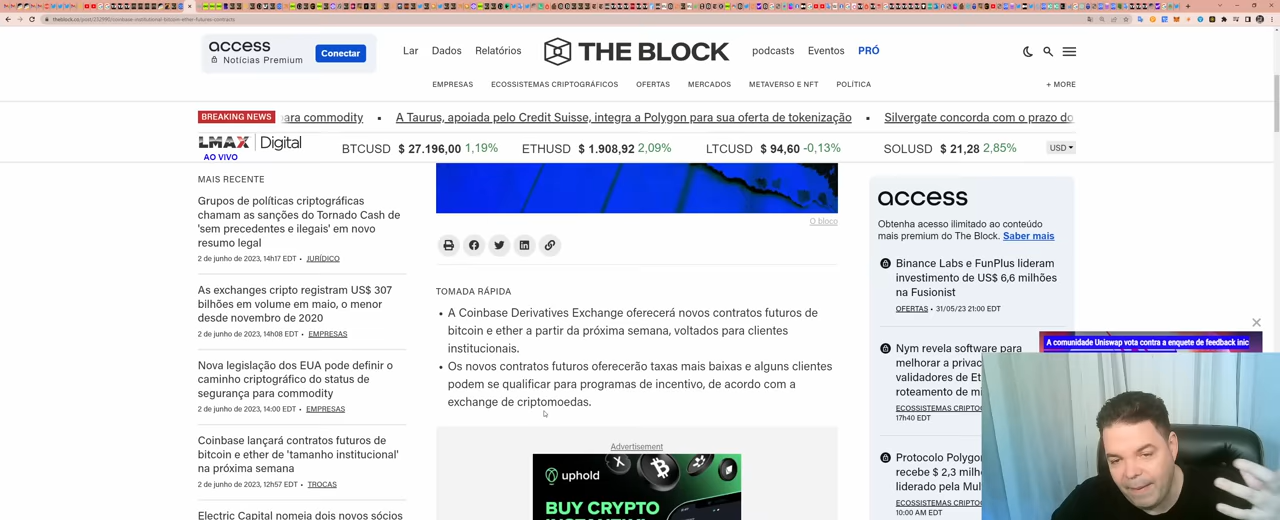 theblock.co/post/232990/coinbase-institutional-bitcoin-ether-futures-contracts
access
Notícias Premium
Conectar
Lar
Dados
Relatórios
THE BLOCK
podcasts
Eventos
PRÓ
EMPRESAS
ECOSSISTEMAS CRIPTOGRÁFICOS
OFERTAS
MERCADOS
METAVERSO E NFT
POLÍTICA
+ MORE
BREAKING NEWS
para commodity
A Taurus, apoiada pelo Credit Suisse, integra a Polygon para sua oferta de tokenização
Silvergate concorda com o prazo do
LMAX Digital
AO VIVO
BTCUSD $ 27.196,00 1,19%
ETHUSD $ 1.908,92 2,09%
LTCUSD $ 94,60 -0,13%
SOLUSD $ 21,28 2,85%
USD
MAIS RECENTE
Grupos de políticas criptográficas
chamam as sanções do Tornado Cash de
'sem precedentes e ilegais' em novo
resumo legal
2 de junho de 2023, 14h17 EDT • JURÍDICO
As exchanges cripto registram US$ 307
bilhões em volume em maio, o menor
desde novembro de 2020
2 de junho de 2023, 14h08 EDT • EMPRESAS
Nova legislação dos EUA pode definir o
caminho criptográfico do status de
segurança para commodity
2 de junho de 2023, 14:00 EDT • EMPRESAS
Coinbase lançará contratos futuros de
bitcoin e ether de 'tamanho institucional'
na próxima semana
2 de junho de 2023, 12h57 EDT • TROCAS
Electric Capital nomeia dois novos sócios
O bloco
TOMADA RÁPIDA
• A Coinbase Derivatives Exchange oferecerá novos contratos futuros de
bitcoin e ether a partir da próxima semana, voltados para clientes
institucionais.
• Os novos contratos futuros oferecerão taxas mais baixas e alguns clientes
podem se qualificar para programas de incentivo, de acordo com a
exchange de criptomoedas.
Advertisement
uphold
BUY CRYPTO
access
Obtenha acesso ilimitado ao conteúdo
mais premium do The Block. Saber mais
Binance Labs e FunPlus lideram
investimento de US$ 6,6 milhões
na Fusionist
OFERTAS • 31/05/23 21:00 EDT
Nym revela software para
melhorar a priva
validadores de Et
roteamento de mi
ECOSSISTEMAS CRIPTO
17h40 EDT
Protocolo Polygo
recebe $ 2,3 milh
liderado pela Mul
ECOSSISTEMAS CRIPTO
10:00 AM EDT
A comunidade Uniswap vota contra a enquete de feedback inic